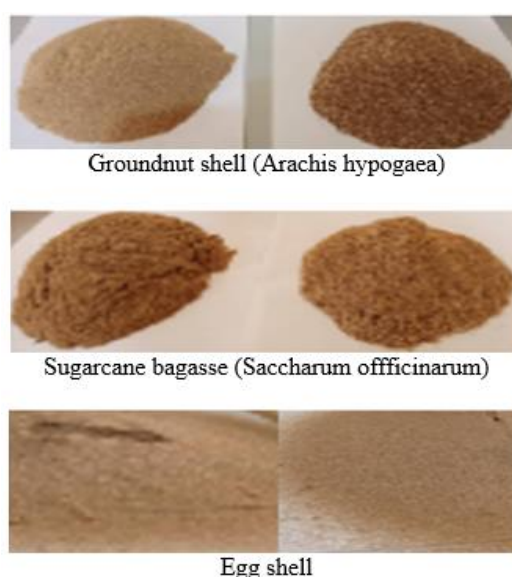 Groundnut shell (Arachis hypogaea)
Sugarcane bagasse (Saccharum offficinarum)
Egg shell